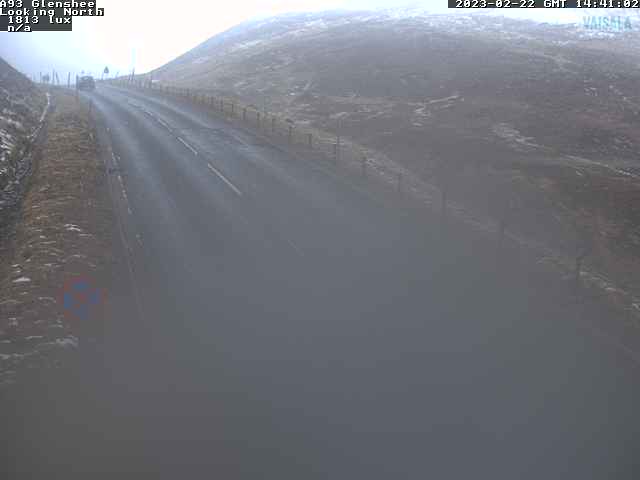 A93 Glenshee
Looking North
1813 lux
n/a
2023-02-22 GMT 14:41:02
VAISALA